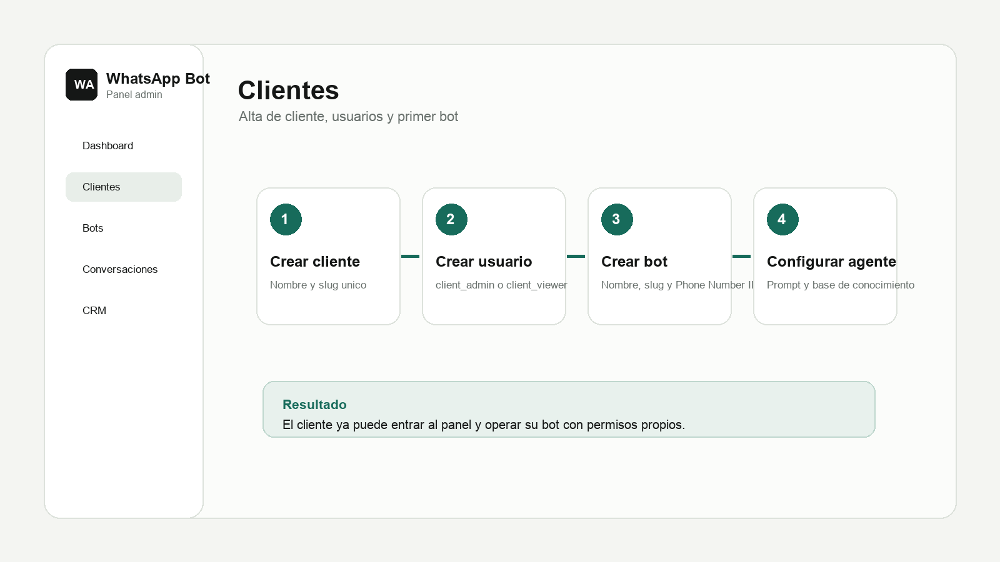 WA
WhatsApp Bot
Panel admin
Dashboard
Clientes
Bots
Conversaciones
CRM
Clientes
Alta de cliente, usuarios y primer bot
1
Crear cliente
Nombre y slug unico
2
Crear usuario
client_admin o client_viewer
3
Crear bot
Nombre, slug y Phone Number
4
Configurar agente
Prompt y base de conocimiento
Resultado
El cliente ya puede entrar al panel y operar su bot con permisos propios.